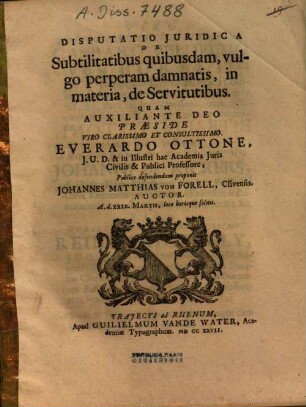 A. Diss. 7488
DISPUTATIO JURIDICA
DE
Subtilitatibus quibusdam, vul-
go perperam damnatis, in
materia, de Servitutibus.
QUAM
AUXILIANTE DEO
PRÆSIDE
VIRO CLARISSIMO ET CONSULTISSIMO
EVERARDO OTTONE,
J. U. D. & in Illustri hac Academia Juris
Civilis & Publici Professore,
Publice defendendam proponit
JOHANNES MATTHIAS VON FORELL, Clivensis.
AUCTOR.
A. d. XXIX. MARTII, loco horisque solitis.
TRAJECTI ad RHENUM,
Apud GUILIELMUM VANDE WATER, Aca-
demiæ Typographum. MD CC XXVII.